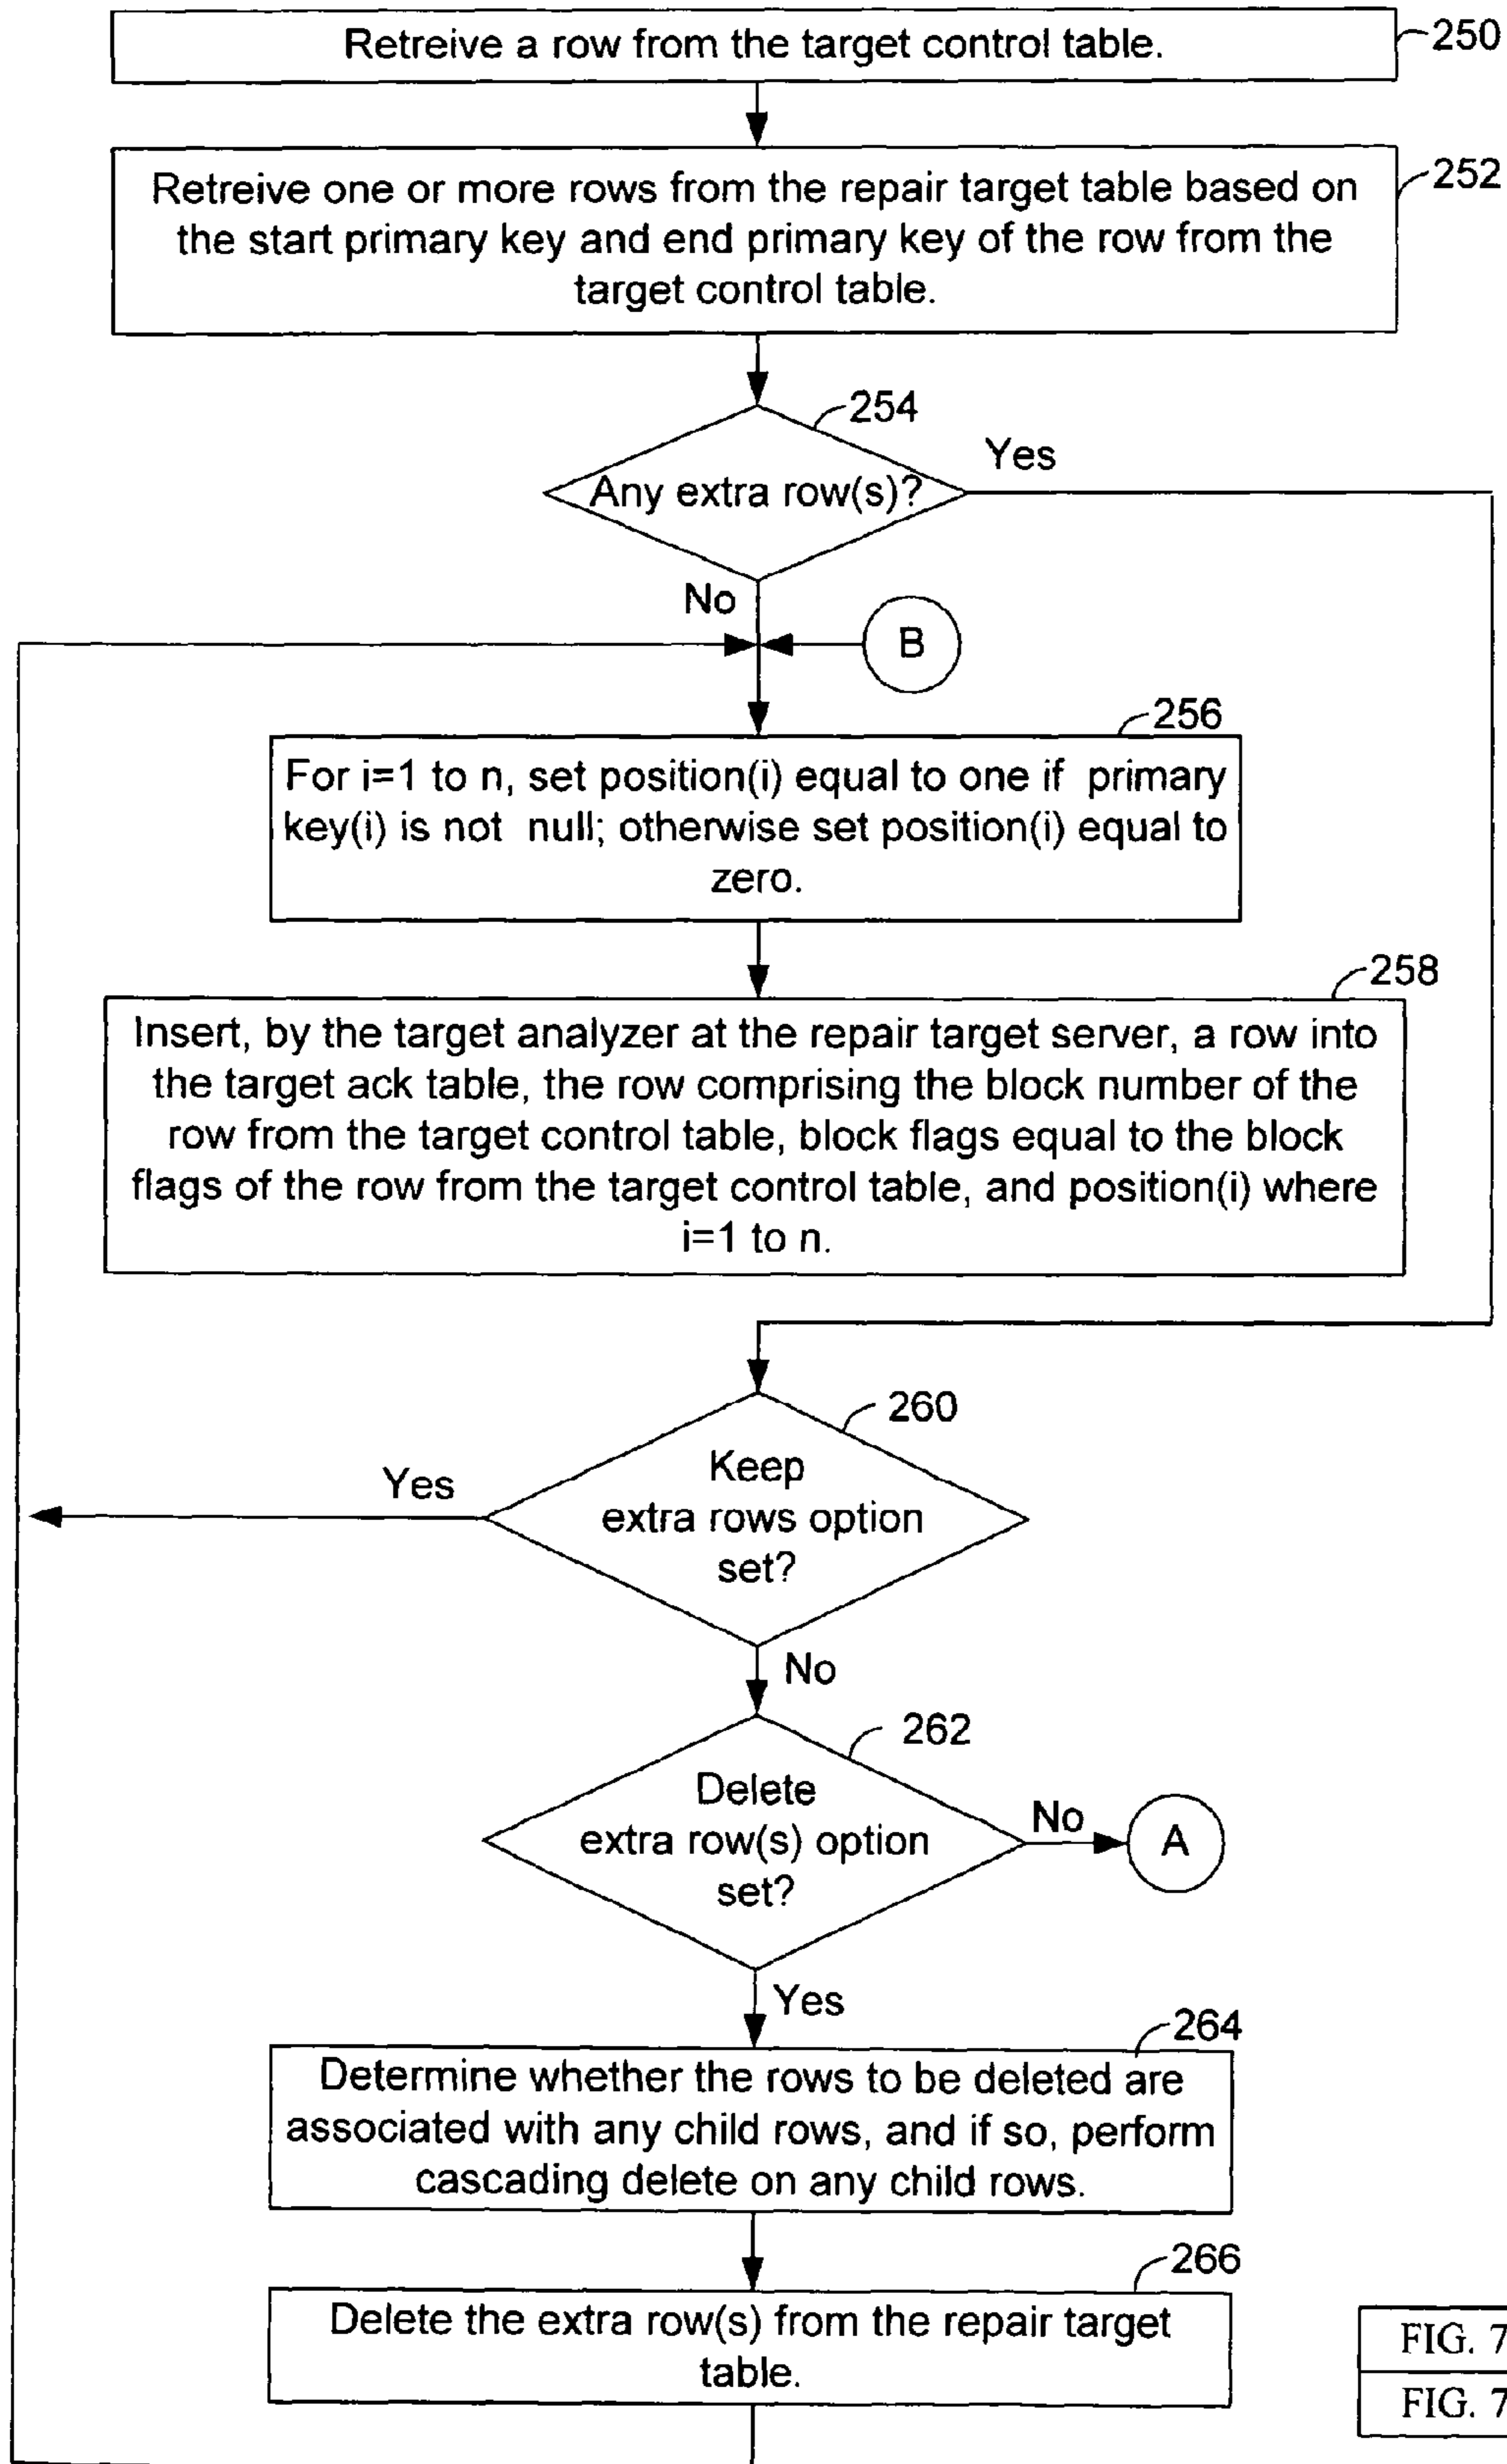 Retreive a row from the target control table.
250
Retreive one or more rows from the repair target table based on
the start primary key and end primary key of the row from the
target control table.
252
254
Any extra row(s)?
Yes
No
B
256
For i=1 to n, set position(i) equal to one if primary
key(i) is not null; otherwise set position(i) equal to
zero.
258
Insert, by the target analyzer at the repair target server, a row into
the target ack table, the row comprising the block number of the
row from the target control table, block flags equal to the block
flags of the row from the target control table, and position(i) where
i=1 to n.
260
Keep
extra rows option
set?
Yes
No
262
Delete
extra row(s) option
set?
No
A
Yes
264
Determine whether the rows to be deleted are
associated with any child rows, and if so, perform
cascading delete on any child rows.
266
Delete the extra row(s) from the repair target
table.
FIG. 7
FIG. 7